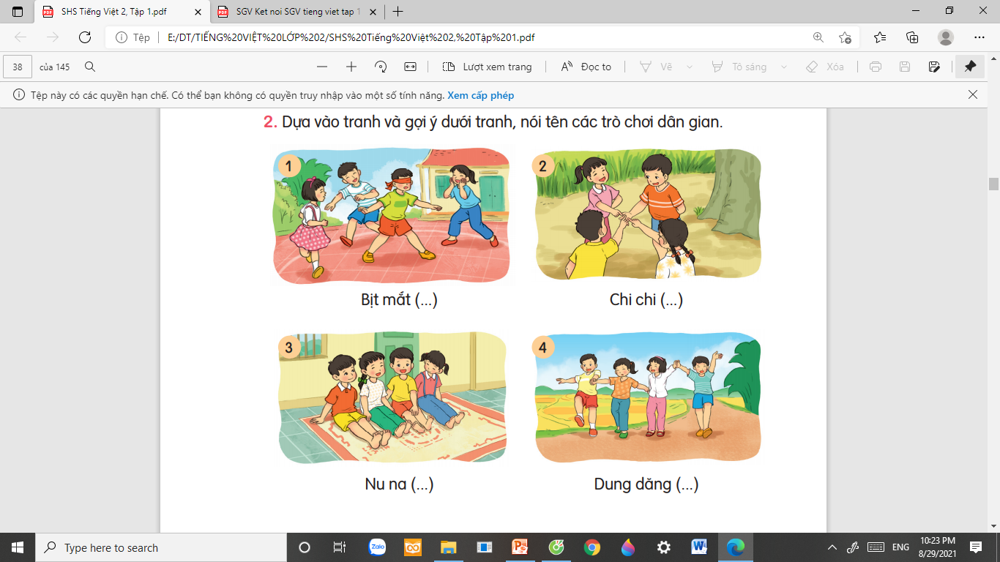 SHS Tiếng Việt 2, Tập 1.pdf
SGV Ket noi SGV tieng viet tap 1
Tệp
E:/DT/TIẾNG%20VIỆT%20LỚP%202/SHS%20Tiếng%20Việt%202,%20Tập%201.pdf
38 của 145
Lượt xem trang
Đọc to
Vẽ
Tô sáng
Xóa
Tệp này có các quyền hạn chế. Có thể bạn không có quyền truy nhập vào một số tính năng. Xem cấp phép
2. Dựa vào tranh và gợi ý dưới tranh, nói tên các trò chơi dân gian.
1
2
Bịt mắt (...)
Chi chi (...)
3
4
Nu na (...)
Dung dăng (...)
Type here to search
Zalo
ENG
10:23 PM
8/29/2021